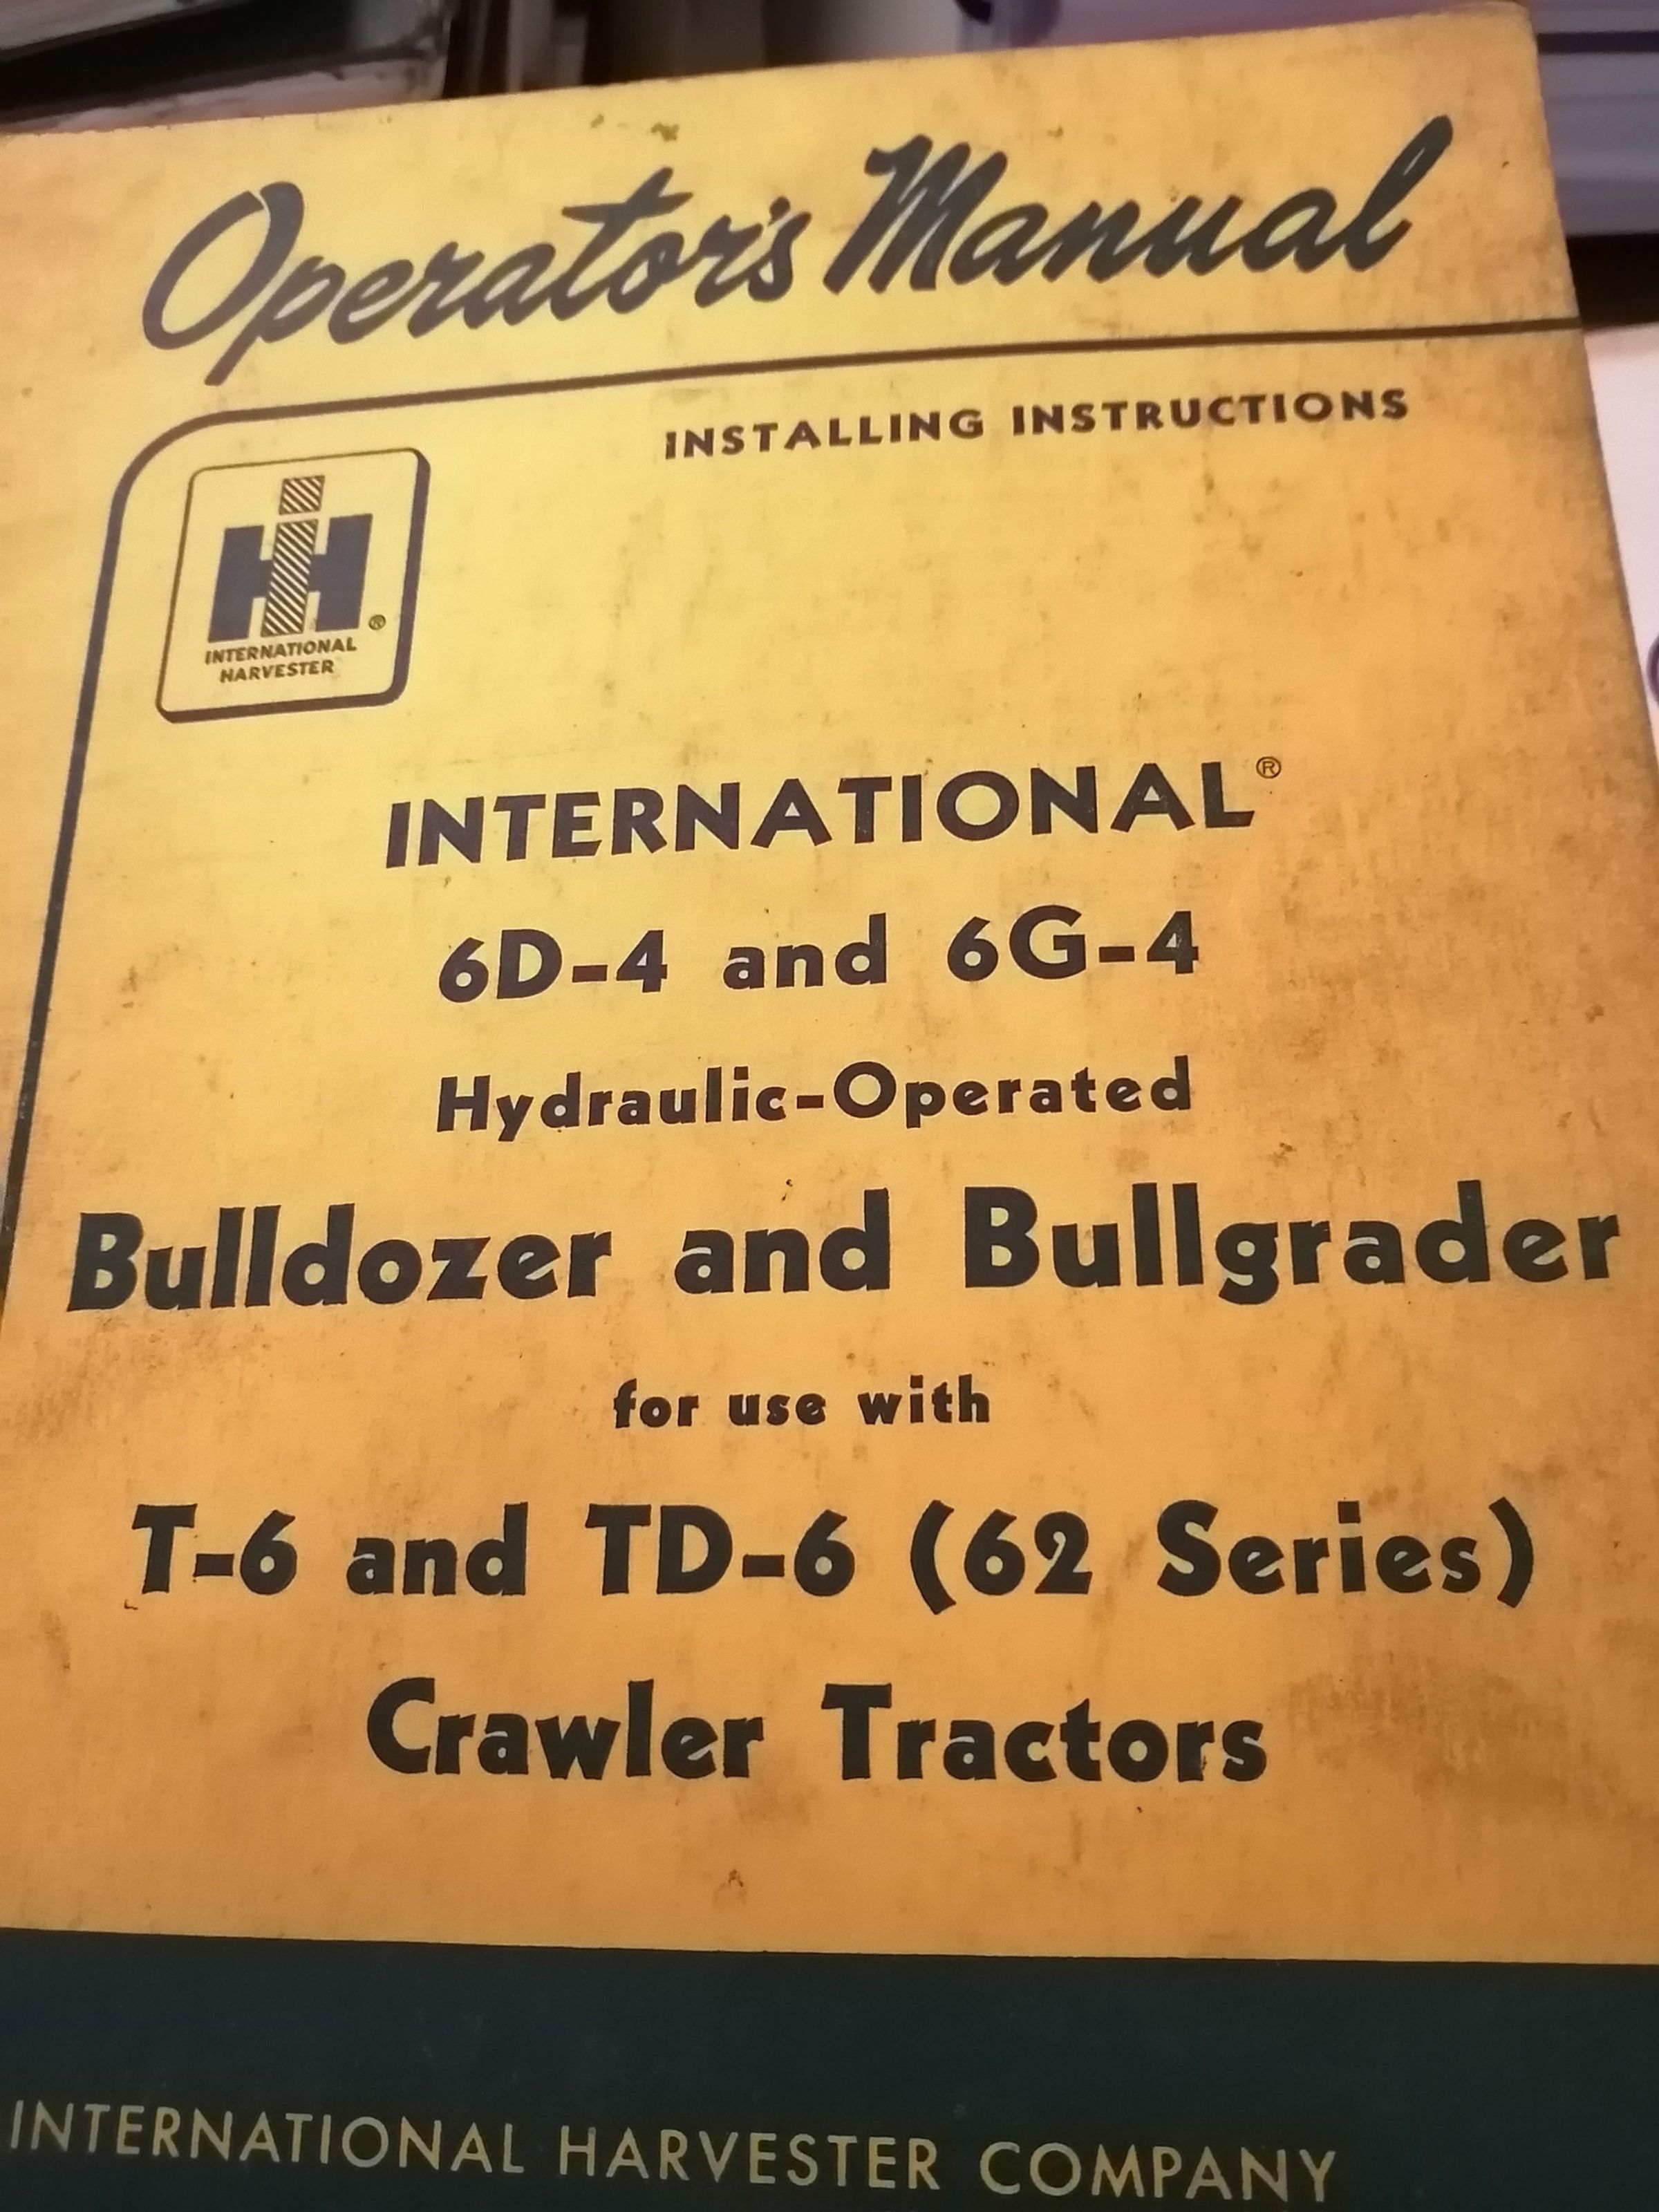 Operator's Manual
INSTALLING INSTRUCTIONS
IH ®
INTERNATIONAL
HARVESTER
INTERNATIONAL®
6D-4 and 6G-4
Hydraulic-Operated
Bulldozer and Bullgrader
for use with
T-6 and TD-6 (62 Series)
Crawler Tractors
INTERNATIONAL HARVESTER COMPANY